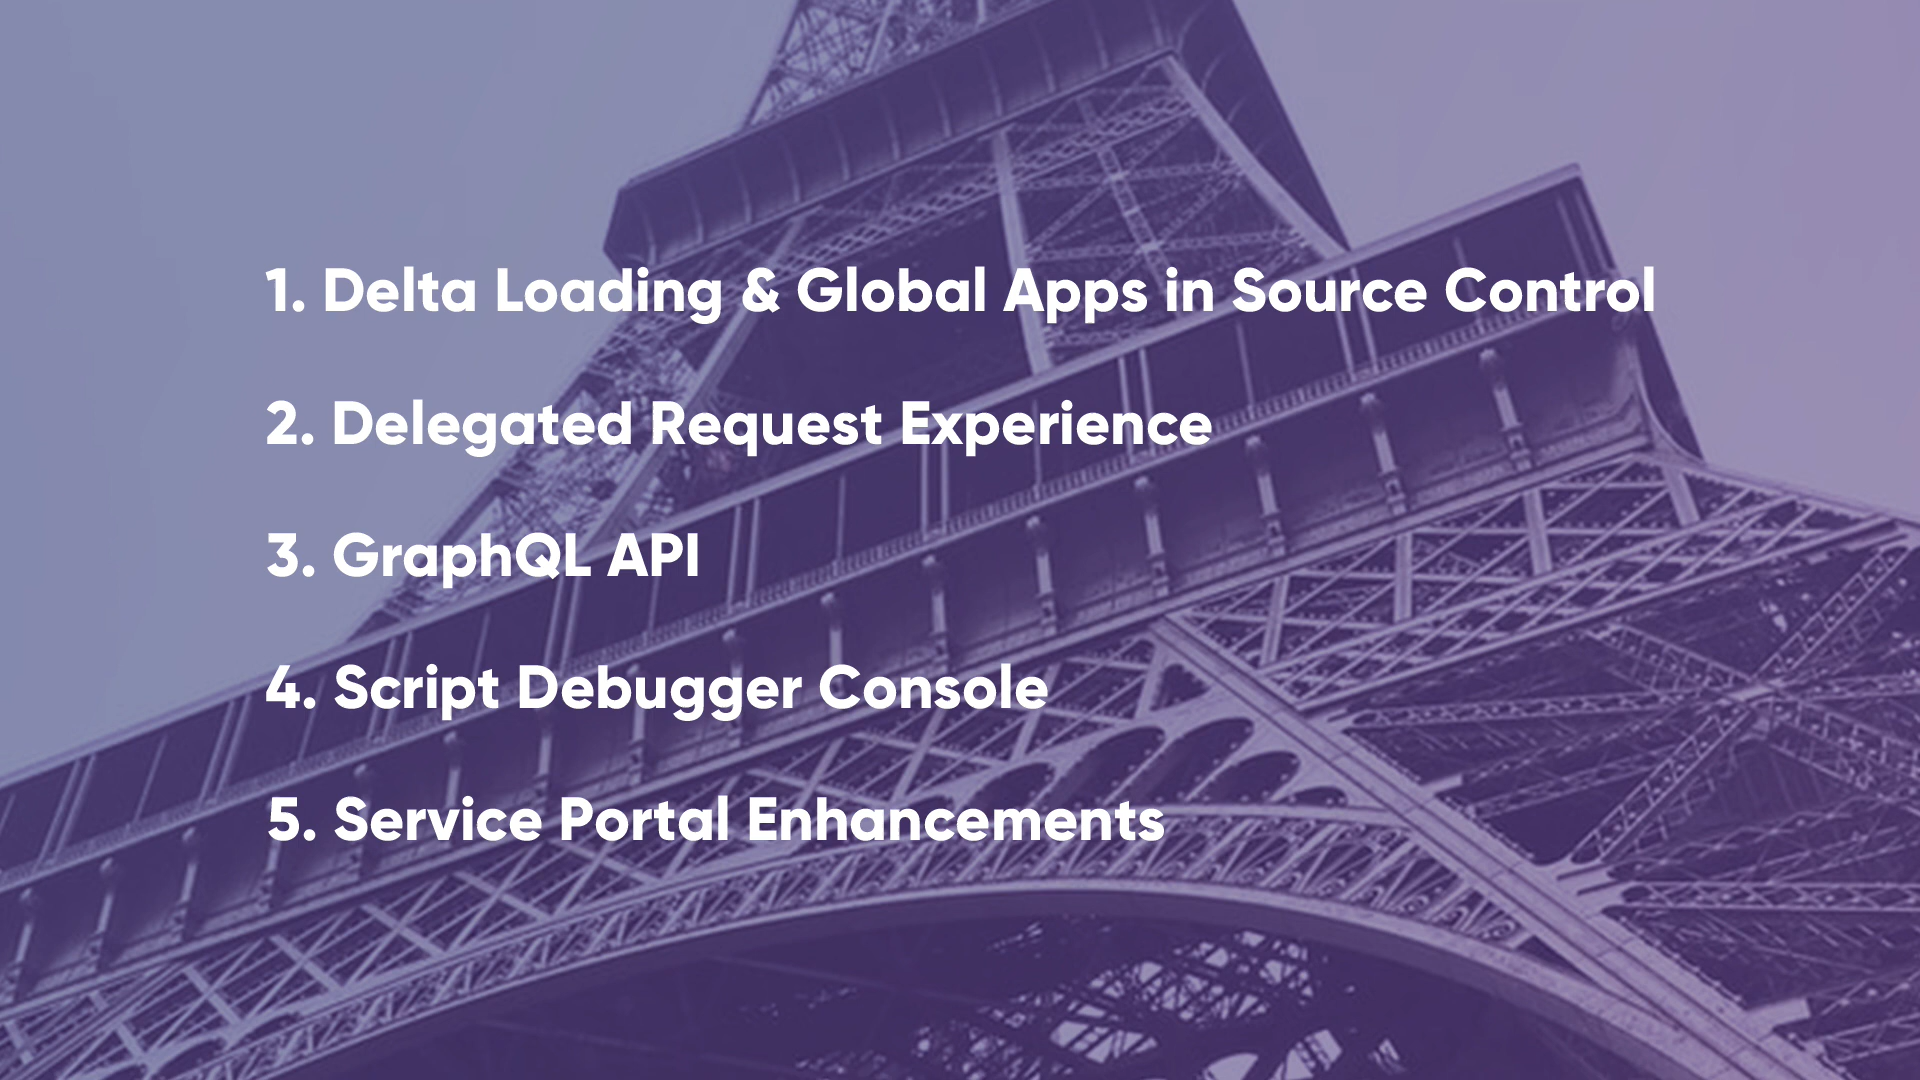 1. Delta Loading & Global Apps in Source Control
2. Delegated Request Experience
3. GraphQL API
4. Script Debugger Console
5. Service Portal Enhancements